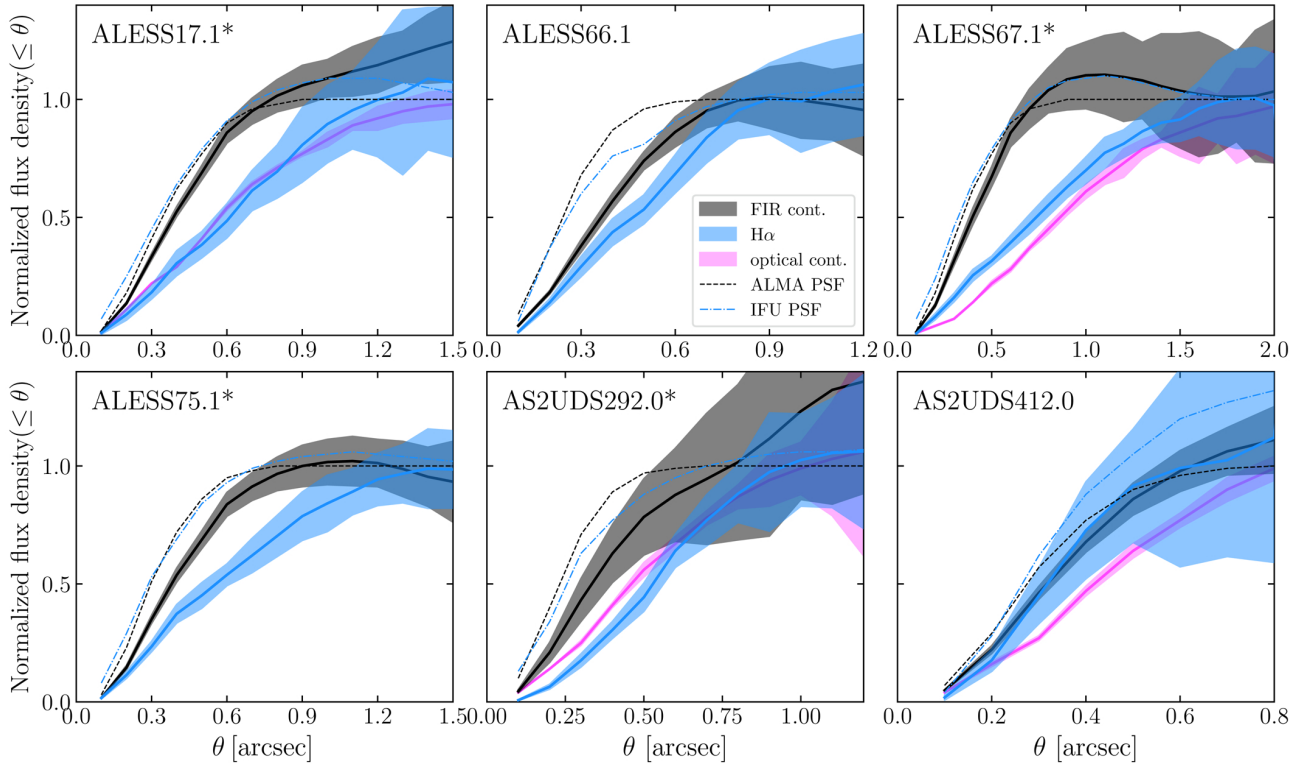 Normalized flux density(≤ θ)
ALESS17.1*
1.0
0.5
0.0
0.0 0.3 0.6 0.9 1.2 1.5
ALESS66.1
FIR cont.
Hα
optical cont.
ALMA PSF
IFU PSF
0.0 0.3 0.6 0.9 1.2
ALESS67.1*
0.0 0.5 1.0 1.5 2.0
Normalized flux density(≤ θ)
ALESS75.1*
1.0
0.5
0.0
0.0 0.3 0.6 0.9 1.2 1.5
θ [arcsec]
AS2UDS292.0*
0.00 0.25 0.50 0.75 1.00
θ [arcsec]
AS2UDS412.0
0.0 0.2 0.4 0.6 0.8
θ [arcsec]